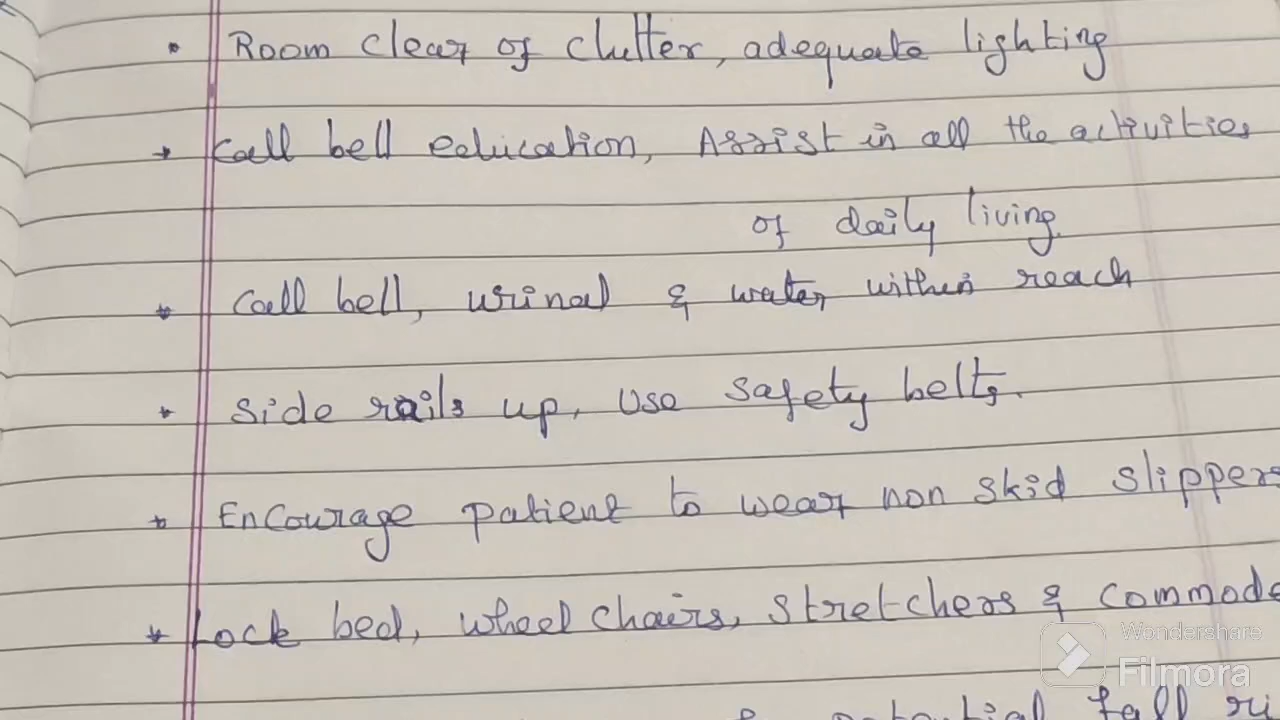 • Room clear of clutter, adequate lighting
* Call bell education, Assist in all the activities
of daily living.
* Call bell, urinal & water within reach
* Side rails up, Use safety belts.
* Encourage patient to wear non skid slippers
* Lock bed, wheel chairs, stretchers & commode
Wondershare
Filmora
potential fall